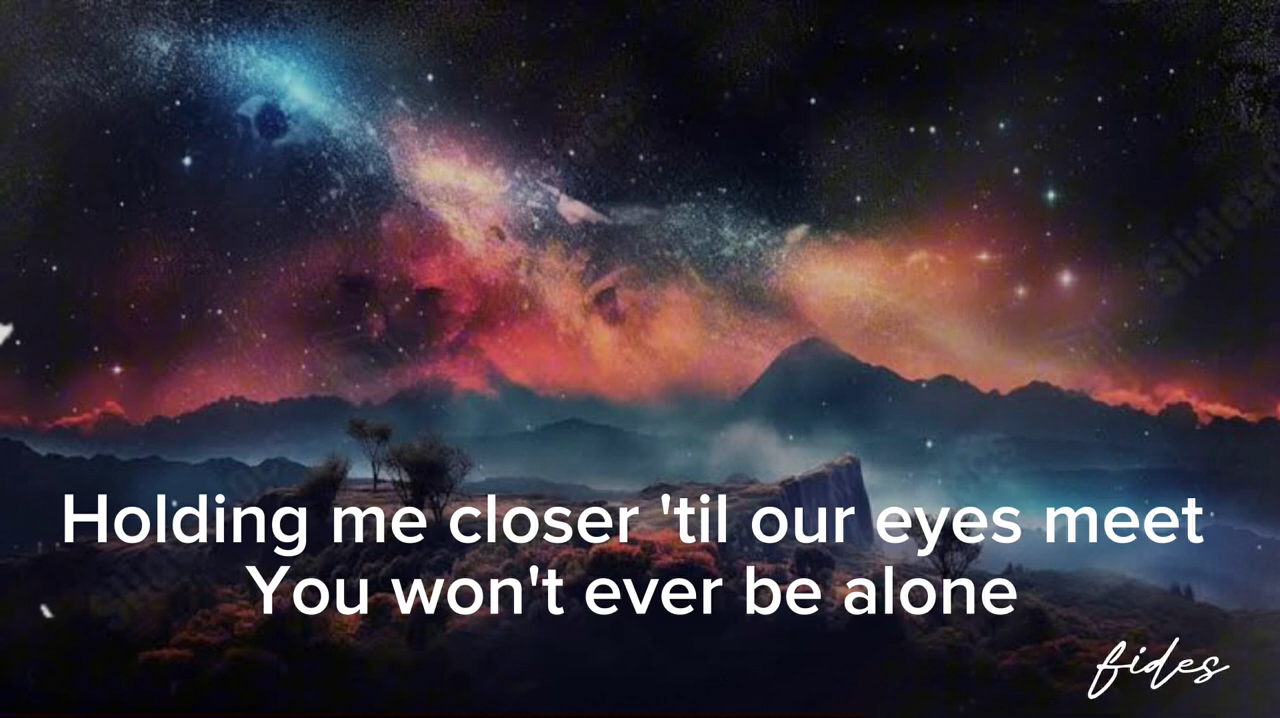 Holding me closer 'til our eyes meet
You won't ever be alone
fides